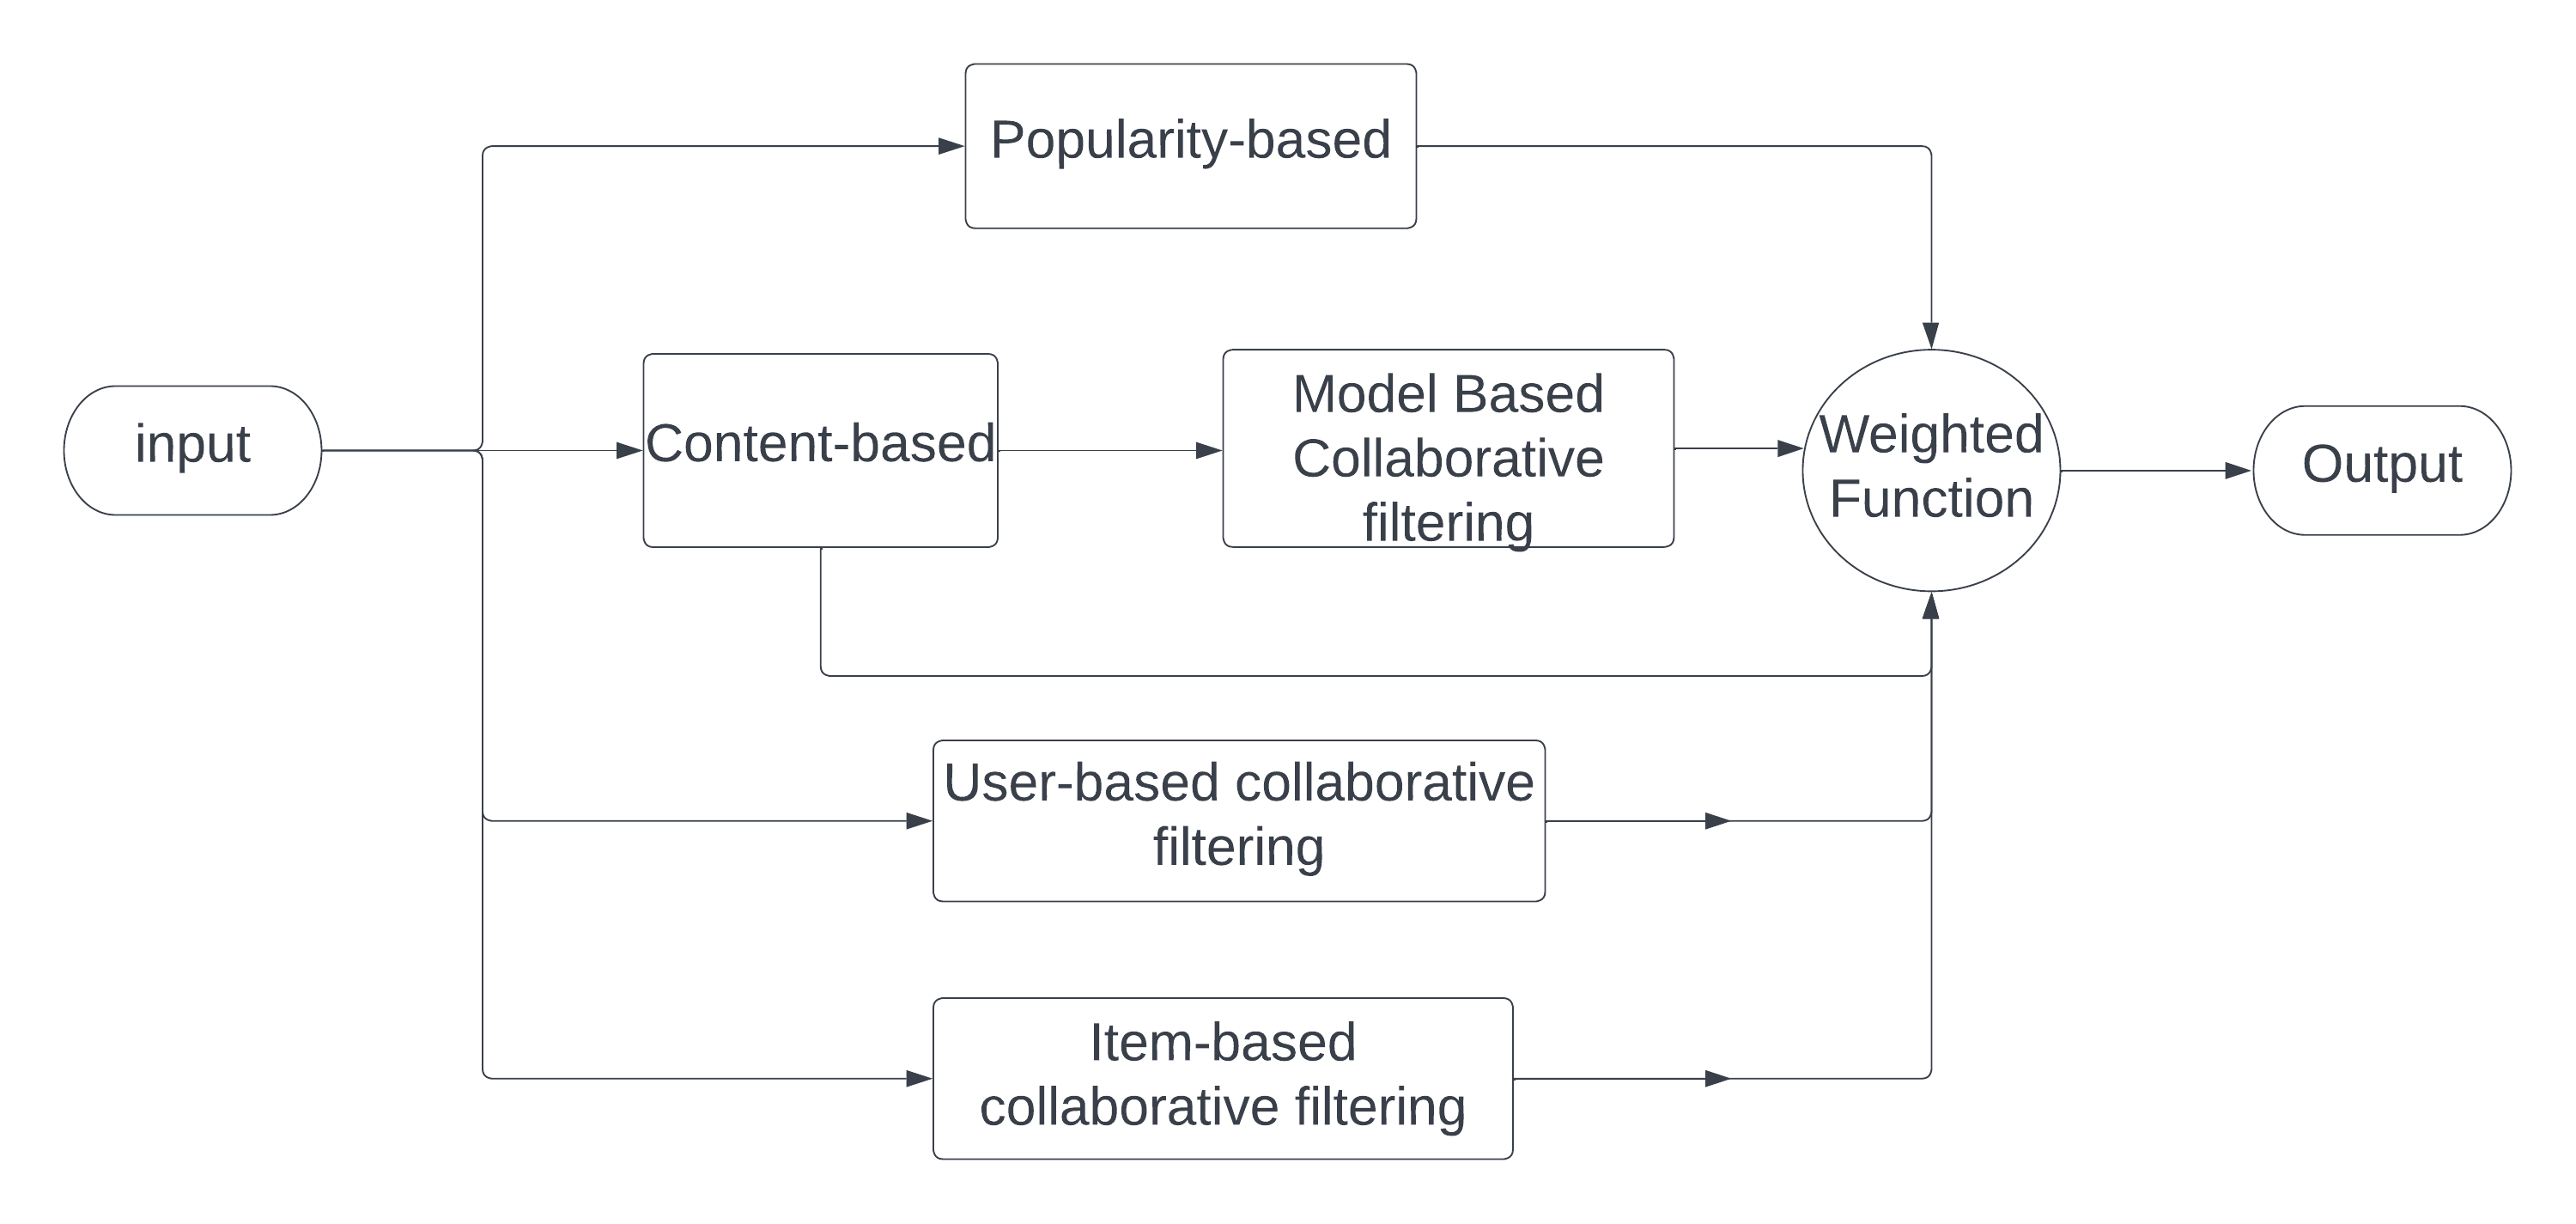 Popularity-based
input
Content-based
Model Based
Collaborative
filtering
Weighted
Function
Output
User-based collaborative
filtering
Item-based
collaborative filtering